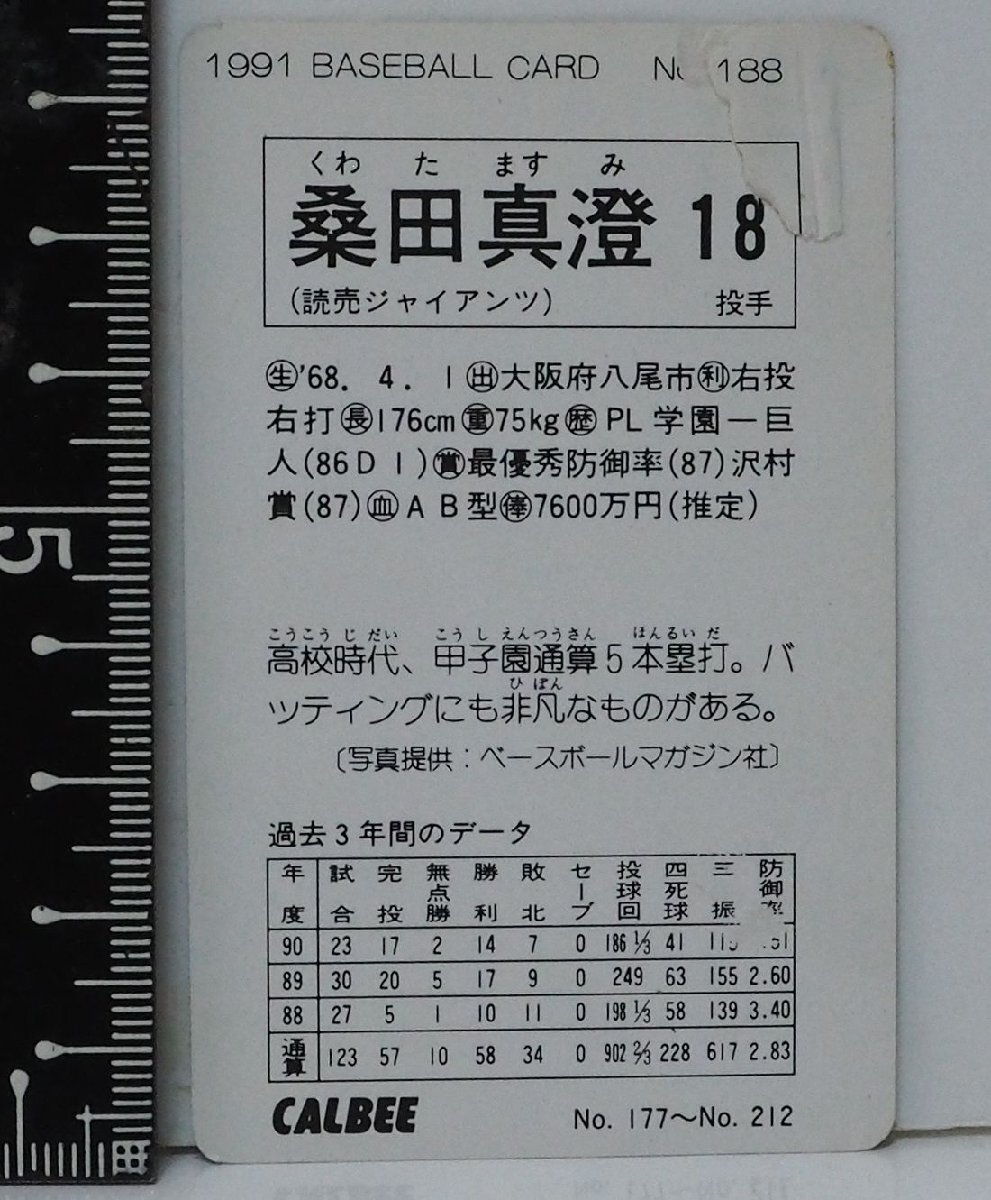 1991 BASEBALL CARD 188
くわ た ます み
桑田真澄 18
(読売ジャイアンツ) 投手
㊓'68. 4. 1 ㊓大阪府八尾市㊓右投
右打㊓176cm㊓75kg㊓PL学園一巨
人(86D1)㊓最優秀防御率(87)沢村
賞(87)㊓AB型㊓7600万円(推定)
こうこう じ だい こう し えんつうさん ほんるい だ
高校時代、甲子園通算5本塁打。バ
ひ ぼん
ッティングにも非凡なものがある。
〔写真提供:ベースボールマガジン社〕
過去3年間のデータ
年度 試合 完投 無点勝 勝利 敗北 セーブ 投球回 四死球 三振 防御
90 23 17 2 14 7 0 186 1/3 41
89 30 20 5 17 9 0 249 63 155 2.60
88 27 5 1 10 11 0 198 1/3 58 139 3.40
通算 123 57 10 58 34 0 902 2/3 228 617 2.83
CALBEE No. 177〜No. 212
5